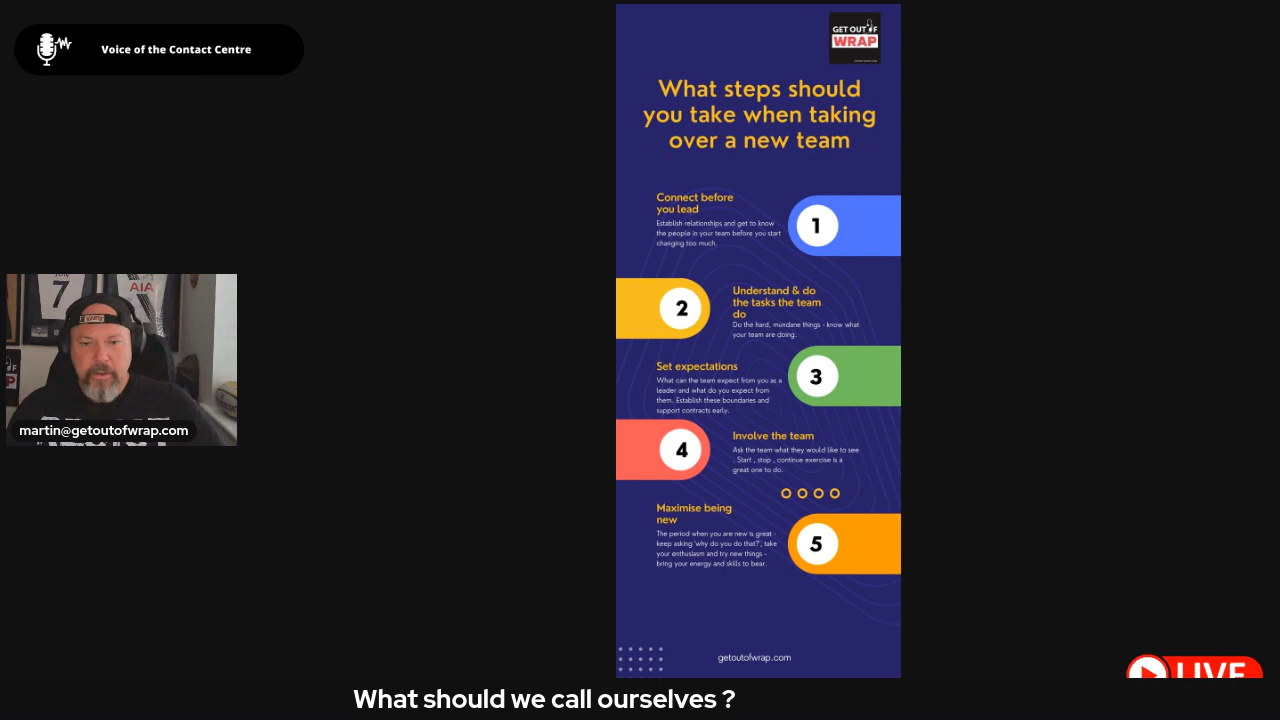 Voice of the Contact Centre
GET OUT OF
WRAP
What steps should
you take when taking
over a new team
Connect before
you lead
Establish relationships and get to know
the people in your team before you start
changing too much.
1
2
Understand & do
the tasks the team
do
Do the hard, mundane things - know what
your team are doing.
Set expectations
What can the team expect from you as a
leader and what do you expect from
them. Establish these boundaries and
support contracts early.
3
4
Involve the team
Ask the team what they would like to see
. Start , stop , continue exercise is a
great one to do.
Maximise being
new
The period when you are new is great -
keep asking 'why do you do that?', take
your enthusiasm and try new things -
bring your energy and skills to bear.
5
getoutofwrap.com
7
AIA
martin@getoutofwrap.com
LIVE
What should we call ourselves ?